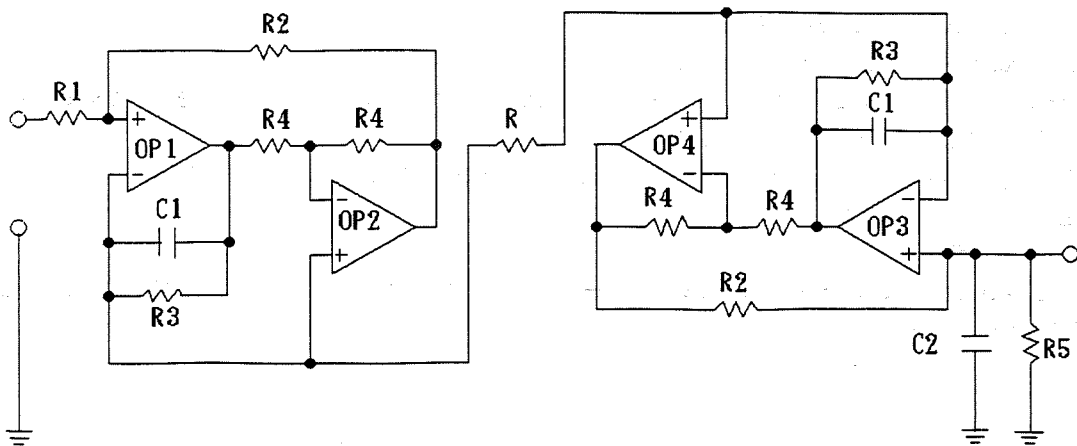 R2
R3
R1
C1
+
R4
R4
R
+
OP1
OP4
-
-
C1
-
R4
R4
-
OP2
OP3
+
+
R3
R2
C2
R5